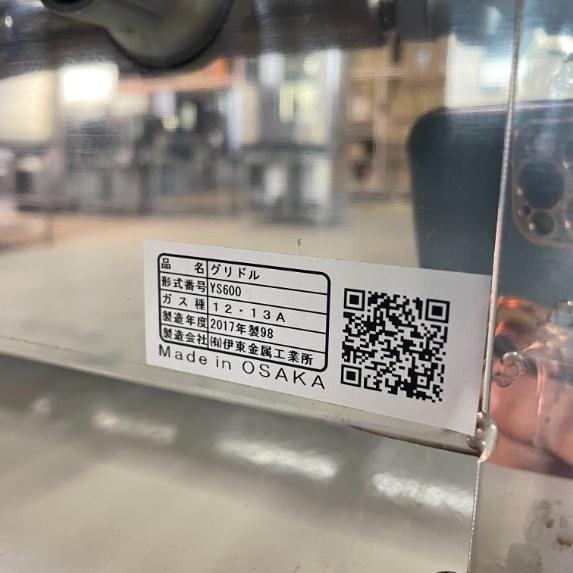 品 名 グリドル
形式番号 YS600
ガス種 12・13A
製造年度 2017年製98
製造会社 ㈲伊東金属工業所
Made in OSAKA